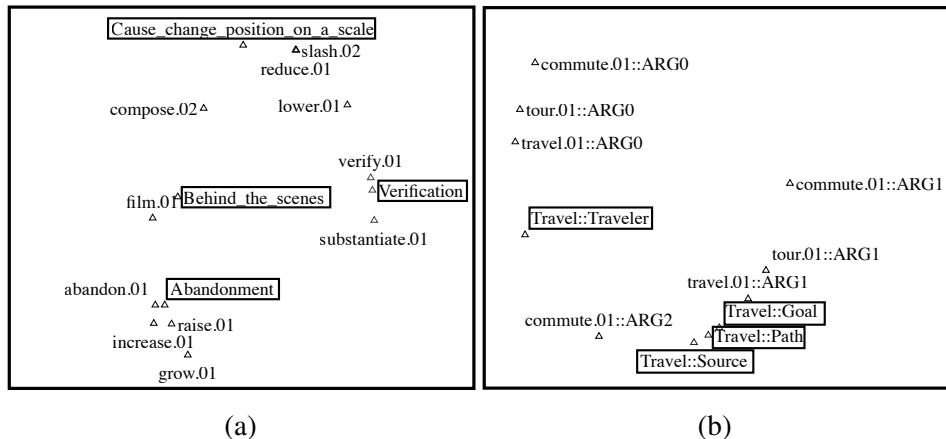 Cause_change_position_on_a_scale
slash.02
reduce.01
compose.02
lower.01
verify.01
Verification
Behind_the_scenes
film.01
substantiate.01
abandon.01
Abandonment
raise.01
increase.01
grow.01
(a)
commute.01::ARG0
tour.01::ARG0
travel.01::ARG0
commute.01::ARG1
Travel::Traveler
tour.01::ARG1
travel.01::ARG1
Travel::Goal
commute.01::ARG2
Travel::Path
Travel::Source
(b)